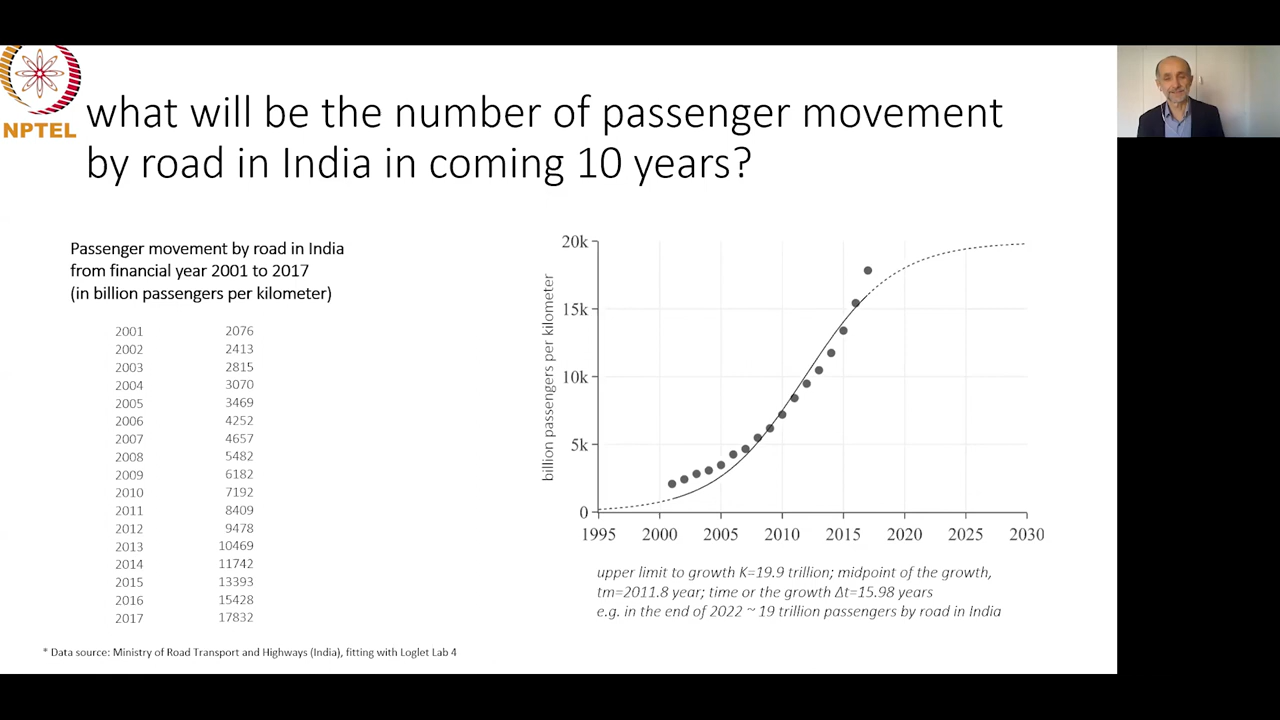 NPTEL
what will be the number of passenger movement
by road in India in coming 10 years?
Passenger movement by road in India
from financial year 2001 to 2017
(in billion passengers per kilometer)
2001 2076
2002 2413
2003 2815
2004 3070
2005 3469
2006 4252
2007 4657
2008 5482
2009 6182
2010 7192
2011 8409
2012 9478
2013 10469
2014 11742
2015 13393
2016 15428
2017 17832
billion passengers per kilometer
20k
15k
10k
5k
0
1995 2000 2005 2010 2015 2020 2025 2030
upper limit to growth K=19.9 trillion; midpoint of the growth,
tm=2011.8 year; time or the growth Δt=15.98 years
e.g. in the end of 2022 ~ 19 trillion passengers by road in India
* Data source: Ministry of Road Transport and Highways (India), fitting with Loglet Lab 4